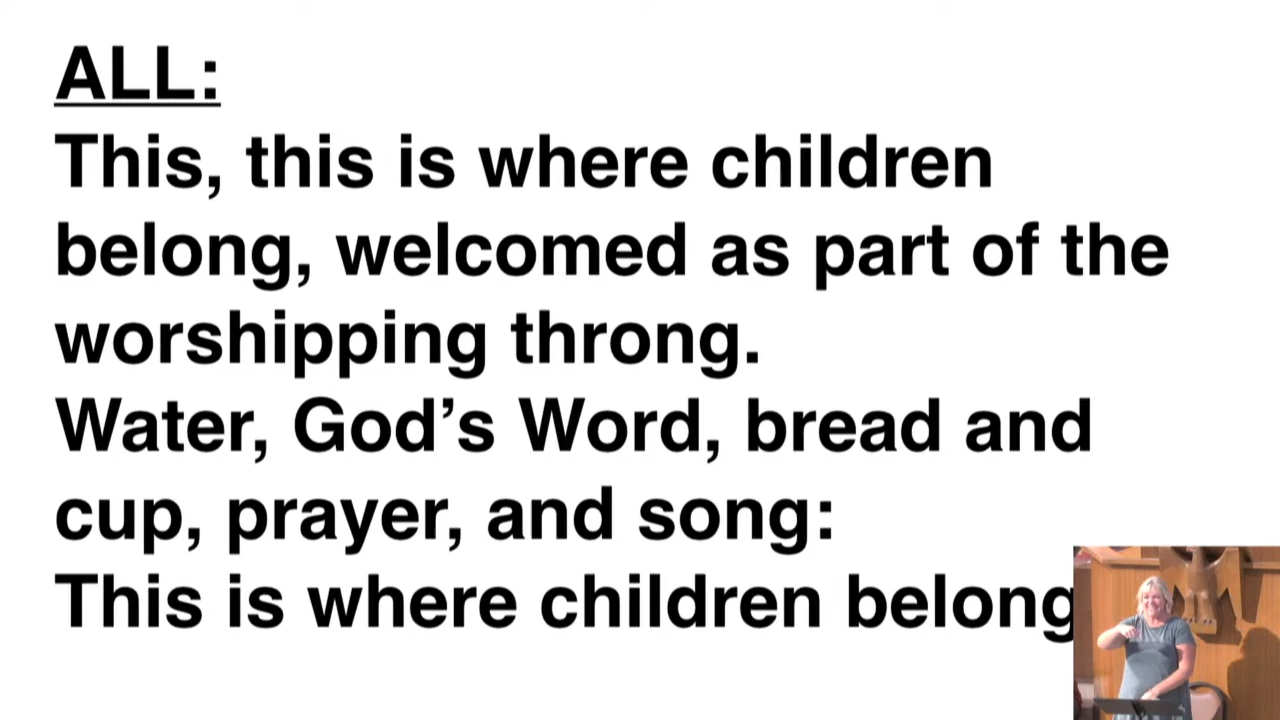 ALL:
This, this is where children
belong, welcomed as part of the
worshipping throng.
Water, God’s Word, bread and
cup, prayer, and song:
This is where children belong